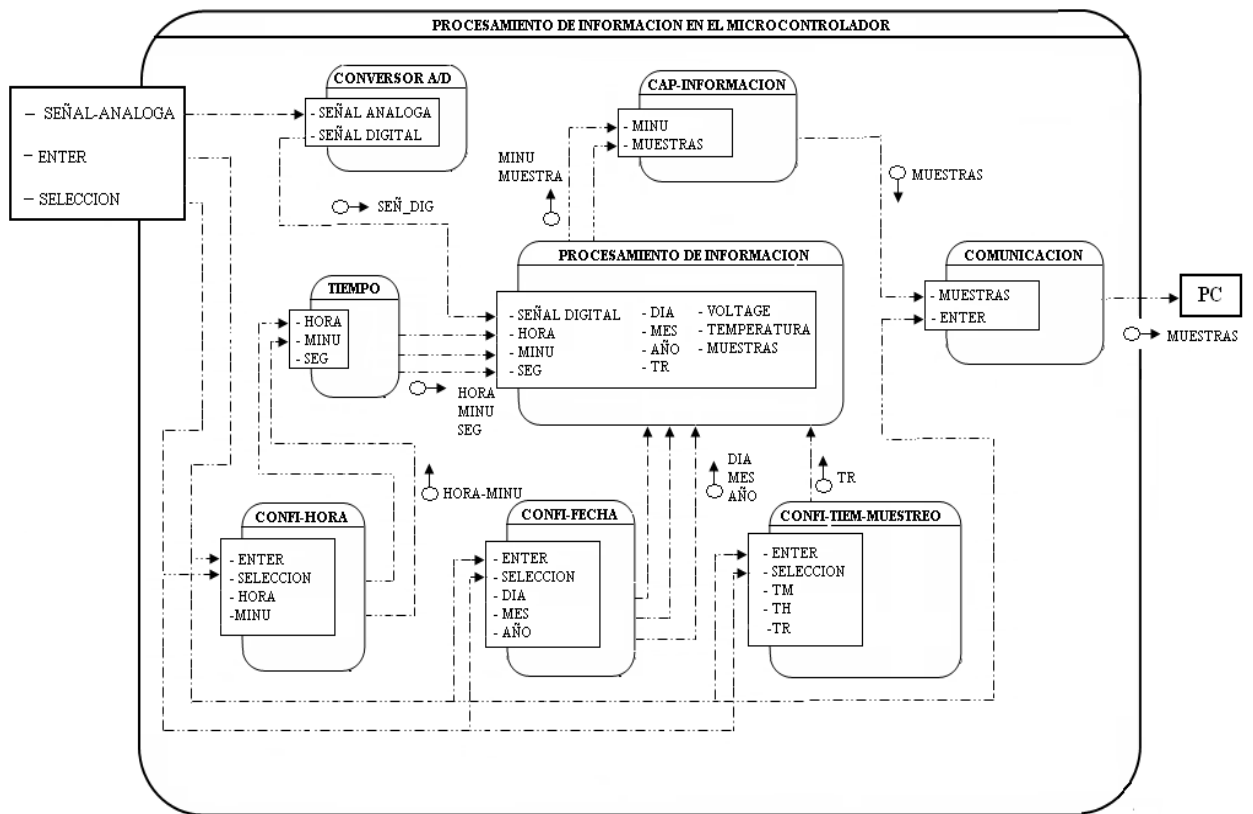 PROCESAMIENTO DE INFORMACION EN EL MICROCONTROLADOR
- SEÑAL-ANALOGA
- ENTER
- SELECCION
CONVERSOR A/D
- SEÑAL ANALOGA
- SEÑAL DIGITAL
CAP-INFORMACION
- MINU
- MUESTRAS
MINU
MUESTRA
MUESTRAS
SEÑ_DIG
PROCESAMIENTO DE INFORMACION
- SEÑAL DIGITAL
- HORA
- MINU
- SEG
- DIA
- MES
- AÑO
- TR
- VOLTAGE
- TEMPERATURA
- MUESTRAS
COMUNICACION
- MUESTRAS
- ENTER
PC
MUESTRAS
TIEMPO
- HORA
- MINU
- SEG
HORA
MINU
SEG
HORA-MINU
DIA
MES
AÑO
TR
CONFI-HORA
- ENTER
- SELECCION
- HORA
-MINU
CONFI-FECHA
- ENTER
- SELECCION
- DIA
- MES
- AÑO
CONFI-TIEM-MUESTREO
- ENTER
- SELECCION
- TM
- TH
-TR